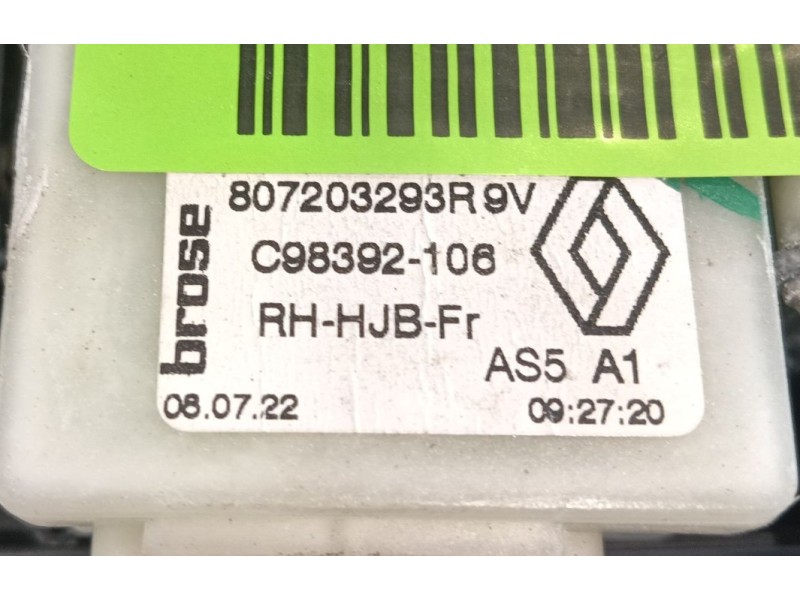 807203293R 9V
brose
C98392-106
RH-HJB-Fr
AS5 A1
08.07.22
09:27:20